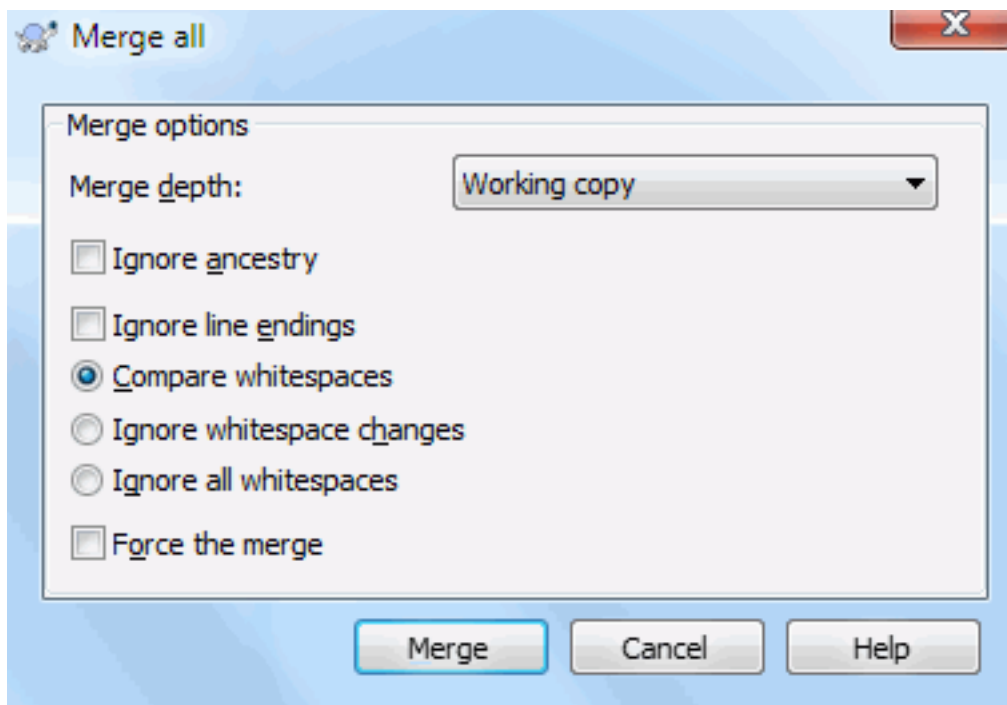 Merge all
Merge options
Merge depth: Working copy
Ignore ancestry
Ignore line endings
Compare whitespaces
Ignore whitespace changes
Ignore all whitespaces
Force the merge
Merge Cancel Help